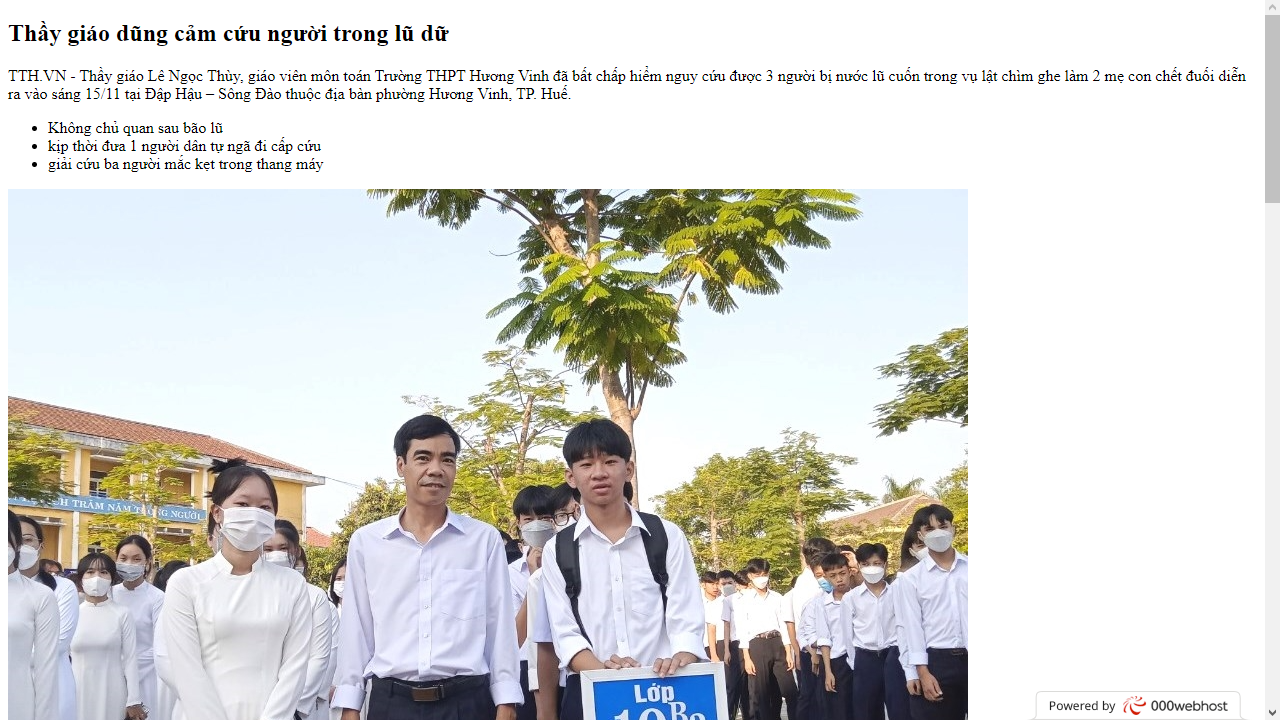 Thầy giáo dũng cảm cứu người trong lũ dữ
TTH.VN - Thầy giáo Lê Ngọc Thùy, giáo viên môn toán Trường THPT Hương Vinh đã bất chấp hiểm nguy cứu được 3 người bị nước lũ cuốn trong vụ lật chìm ghe làm 2 mẹ con chết đuối diễn
ra vào sáng 15/11 tại Đập Hậu – Sông Đào thuộc địa bàn phường Hương Vinh, TP. Huế.
Không chủ quan sau bão lũ
kịp thời đưa 1 người dân tự ngã đi cấp cứu
giải cứu ba người mắc kẹt trong thang máy
TRĂM NĂM TRỒNG NGƯỜI
Lớp
Powered by 000webhost